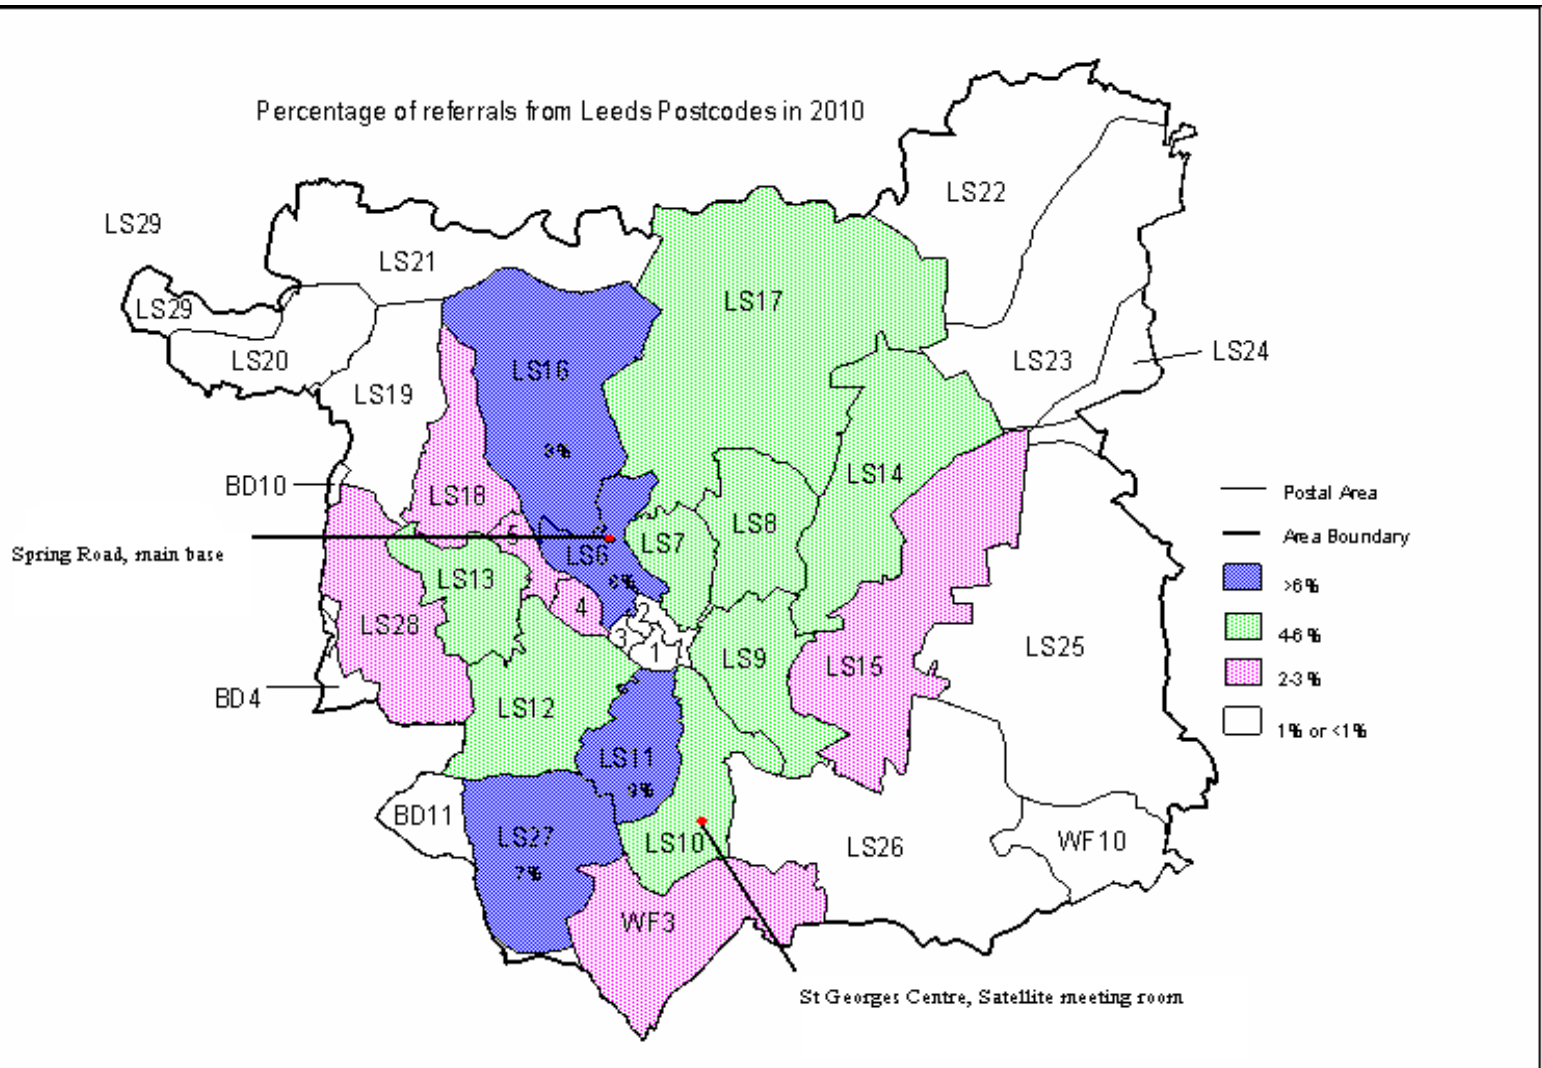 Percentage of referrals from Leeds Postcodes in 2010
LS22
LS29
LS21
LS17
LS29
LS20
LS16
LS23
LS24
LS19
LS14
BD10
LS18
LS8
Postal Area
Spring Road, main base
5
LS6
LS7
Area Boundary
LS13
>6%
4
2
LS28
3
1
4-6%
LS9
LS15
LS25
BD4
LS12
2-3%
LS11
9%
1% or <1%
BD11
LS27
7%
LS10
LS26
WF10
WF3
St Georges Centre, Satellite meeting room